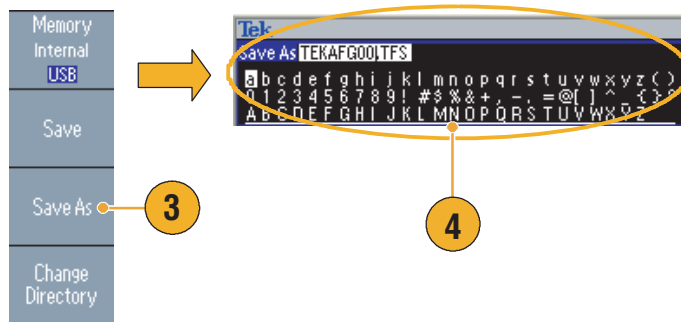 Memory
Internal
USB
Save
Save As
Change
Directory
3
Tek
Save As TEKAFG00,TFS
a b c d e f g h i j k l m n o p q r s t u v w x y z ( )
0 1 2 3 4 5 6 7 8 9 ! # $ % & + , - . = @ [ ] ^ _ { }
A B C D E F G H I J K L M N O P Q R S T U V W X Y Z
4